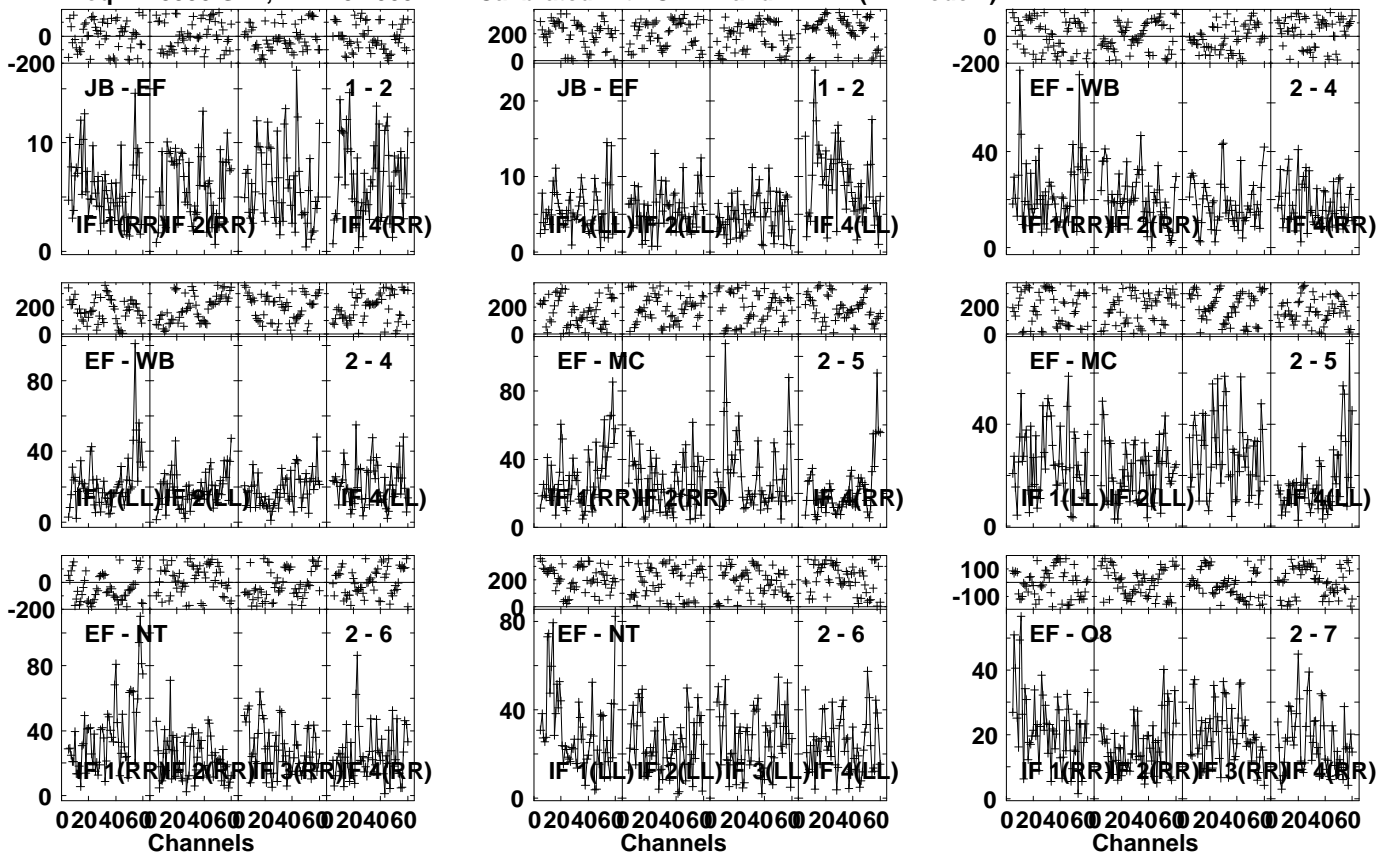 0
-200
JB - EF
1 - 2
10
0
IF 1(RR)
IF 2(RR)
IF 4(RR)
200
0
JB - EF
1 - 2
20
10
0
IF 1(LL)
IF 2(LL)
IF 4(LL)
0
-200
EF - WB
2 - 4
40
0
IF 1(RR)
IF 2(RR)
IF 4(RR)
200
0
EF - WB
2 - 4
80
40
0
IF 1(LL)
IF 2(LL)
IF 4(LL)
200
0
EF - MC
2 - 5
80
40
0
IF 1(RR)
IF 2(RR)
IF 4(RR)
200
0
EF - MC
2 - 5
40
0
IF 1(LL)
IF 2(LL)
IF 4(LL)
0
-200
EF - NT
2 - 6
80
40
0
IF 1(RR)
IF 2(RR)
IF 3(RR)
IF 4(RR)
200
0
80
EF - NT
2 - 6
40
0
IF 1(LL)
IF 2(LL)
IF 3(LL)
IF 4(LL)
100
-100
EF - O8
2 - 7
40
20
0
IF 1(RR)
IF 2(RR)
IF 3(RR)
IF 4(RR)
0 20 40 60 0 20 40 60 0 20 40 60 0 20 40 60
Channels
0 20 40 60 0 20 40 60 0 20 40 60 0 20 40 60
0 20 40 60 0 20 40 60 0 20 40 60 0 20 40 60
Channels